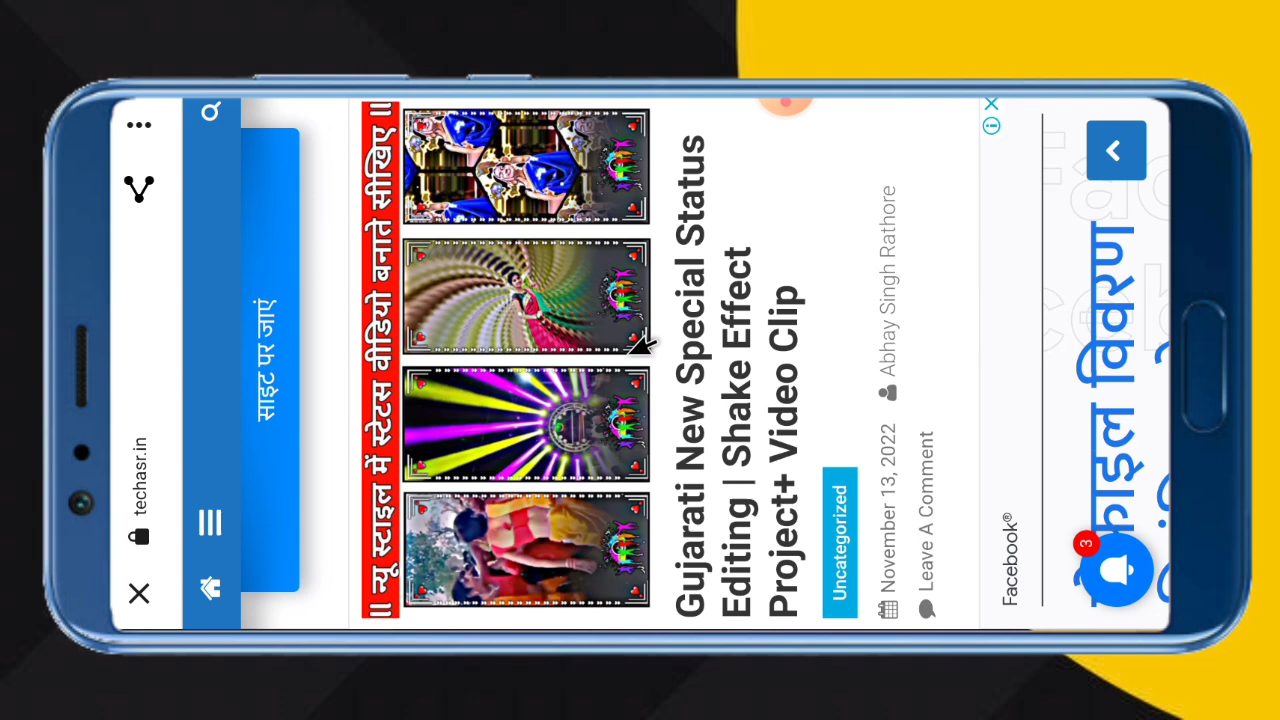 techasr.in
साइट पर जाएं
|| न्यू स्टाइल में स्टेटस वीडियो बनाते सीखिए ||
Gujarati New Special Status
Editing | Shake Effect
Project+ Video Clip
Uncategorized
November 13, 2022 Abhay Singh Rathore
Leave A Comment
Facebook®
विवरण
3